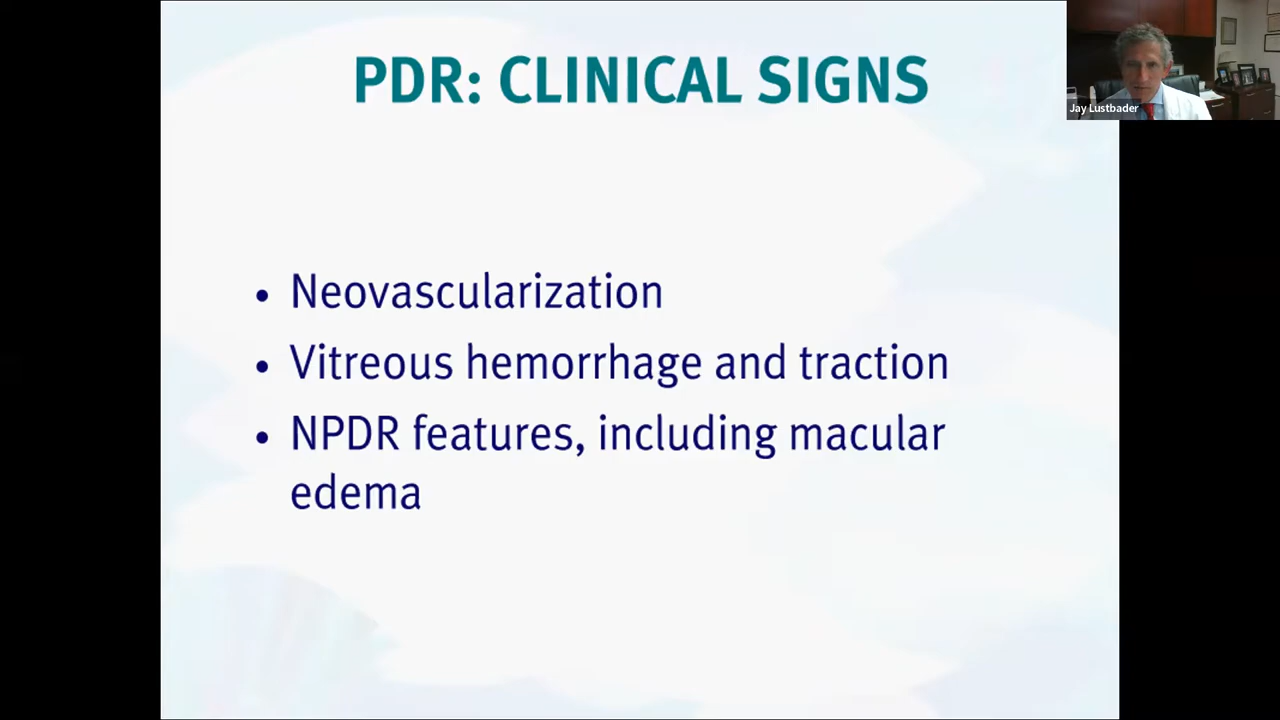 PDR: CLINICAL SIGNS
Jay Lustbader
• Neovascularization
• Vitreous hemorrhage and traction
• NPDR features, including macular
edema